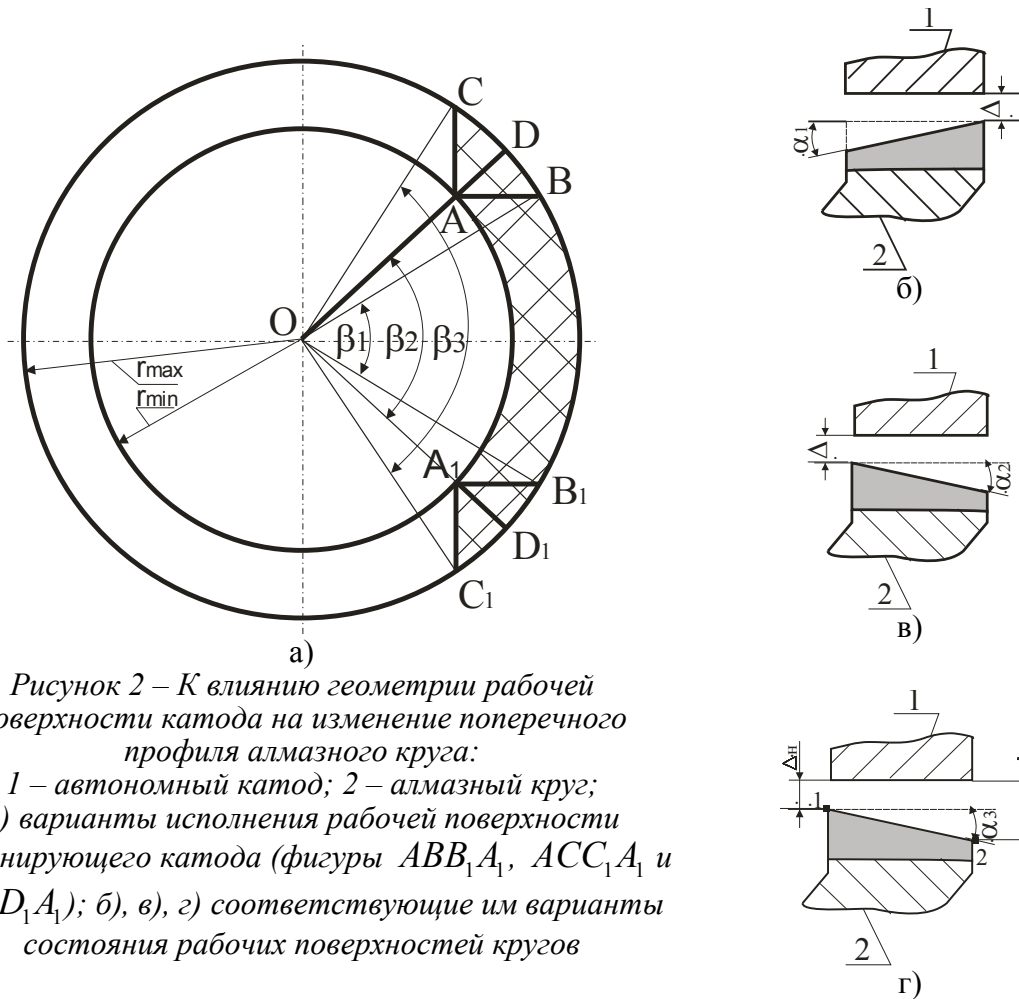 C
D
B
A
O
β1 β2 β3
rmax
rmin
A1
B1
D1
C1
а)
1
Δ
α1
2
б)
1
Δ
α2
2
в)
1
Δн
1
α3
2
2
г)
Рисунок 2 – К влиянию геометрии рабочей
оверхности катода на изменение поперечного
профиля алмазного круга:
1 – автономный катод; 2 – алмазный круг;
) варианты исполнения рабочей поверхности
нирующего катода (фигуры ABB1A1, ACC1A1 и
D1A1); б), в), г) соответствующие им варианты
состояния рабочих поверхностей кругов